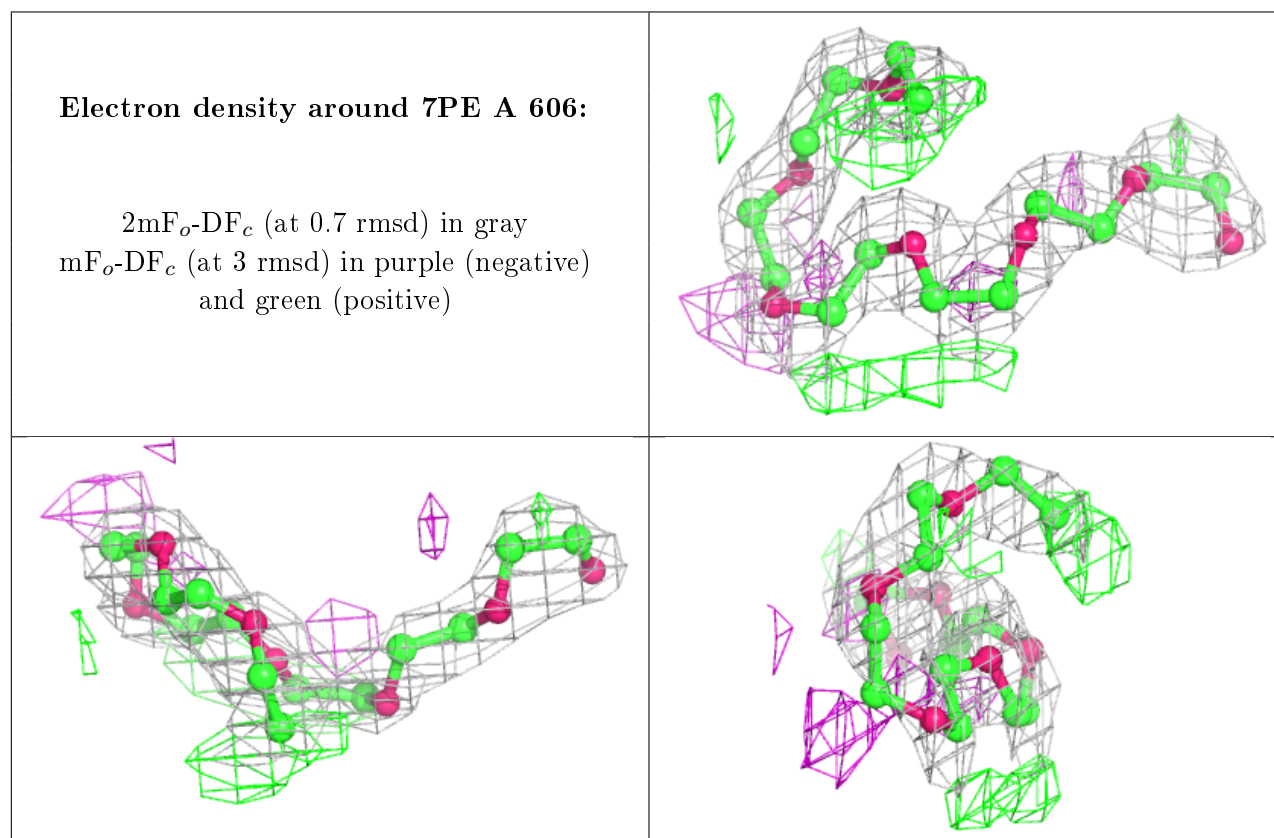 Electron density around 7PE A 606:
2mFo-DFc (at 0.7 rmsd) in gray
mFo-DFc (at 3 rmsd) in purple (negative)
and green (positive)